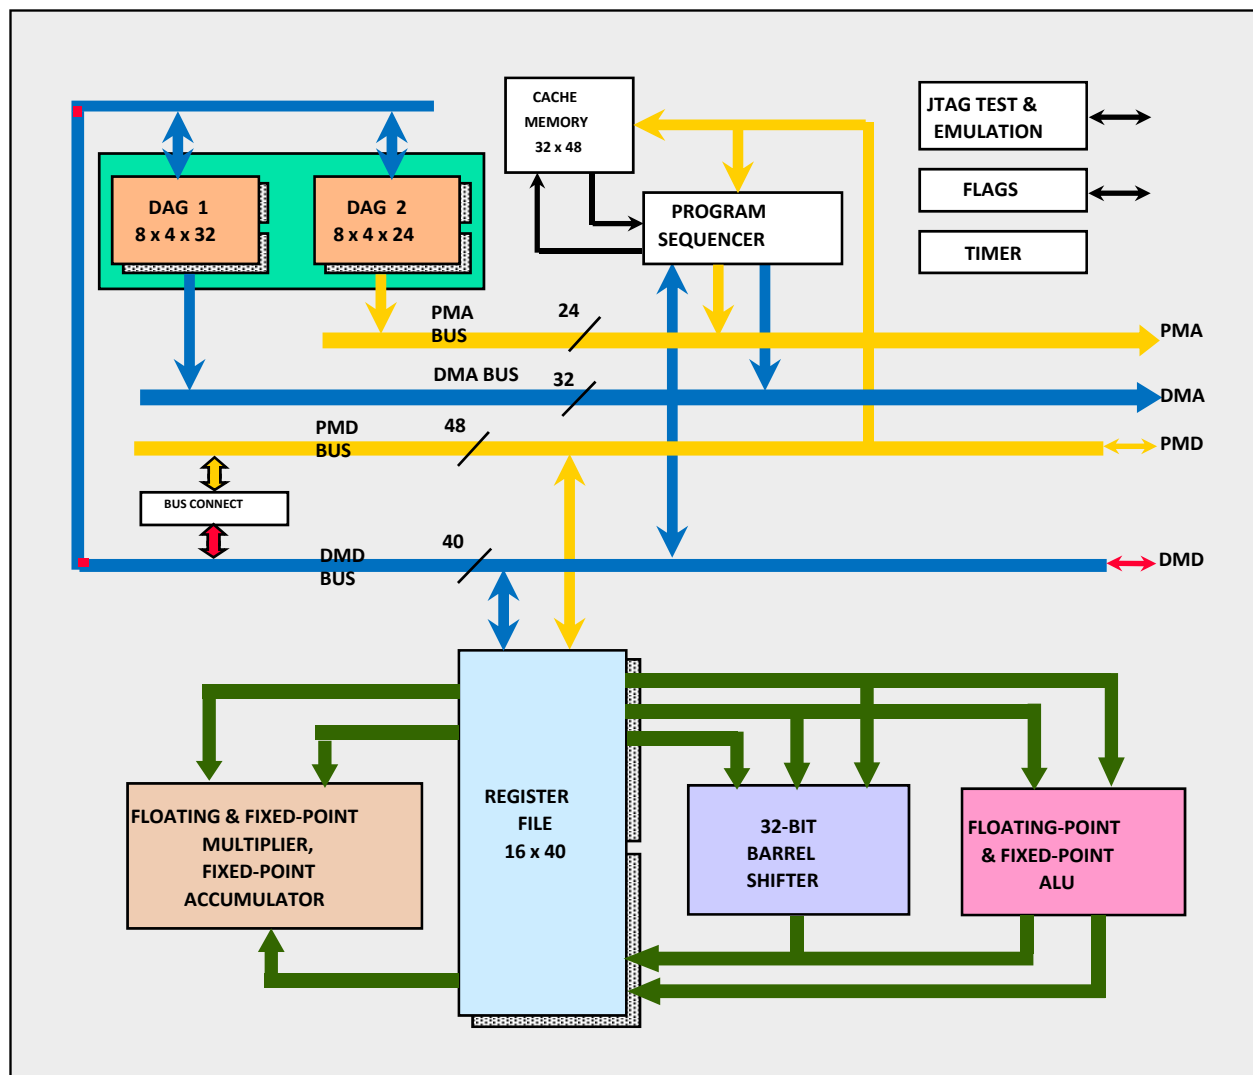 CACHE
MEMORY
32 x 48
JTAG TEST &
EMULATION
FLAGS
TIMER
DAG 1
8 x 4 x 32
DAG 2
8 x 4 x 24
PROGRAM
SEQUENCER
PMA
BUS
24
PMA
DMA BUS
32
DMA
PMD
BUS
48
PMD
BUS CONNECT
DMD
BUS
40
DMD
FLOATING & FIXED-POINT
MULTIPLIER,
FIXED-POINT
ACCUMULATOR
REGISTER
FILE
16 x 40
32-BIT
BARREL
SHIFTER
FLOATING-POINT
& FIXED-POINT
ALU